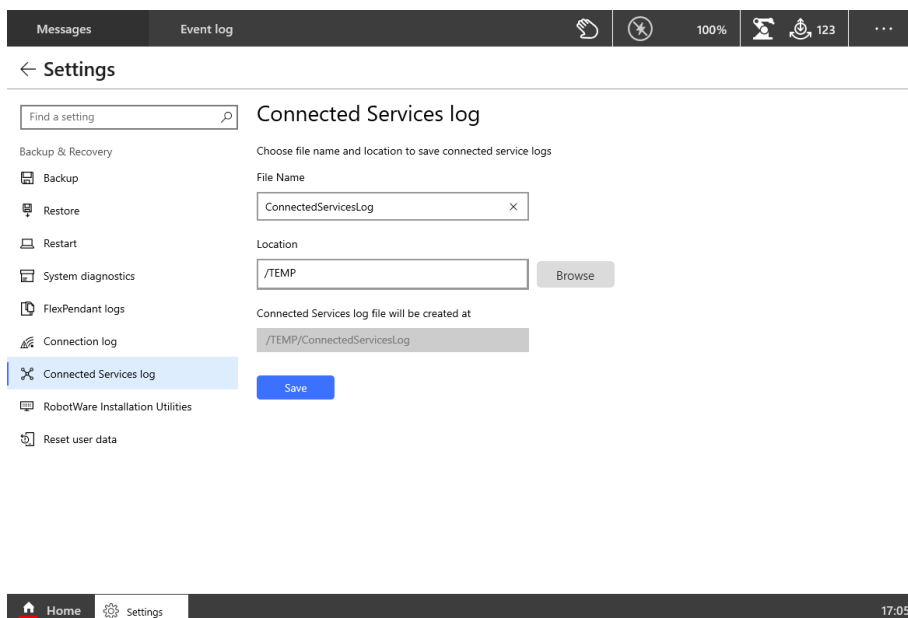 Messages
Event log
100%
123
Settings
Find a setting
Backup & Recovery
Backup
Restore
Restart
System diagnostics
FlexPendant logs
Connection log
Connected Services log
RobotWare Installation Utilities
Reset user data
Connected Services log
Choose file name and location to save connected service logs
File Name
ConnectedServicesLog
Location
/TEMP
Browse
Connected Services log file will be created at
/TEMP/ConnectedServicesLog
Save
Home
Settings
17:05